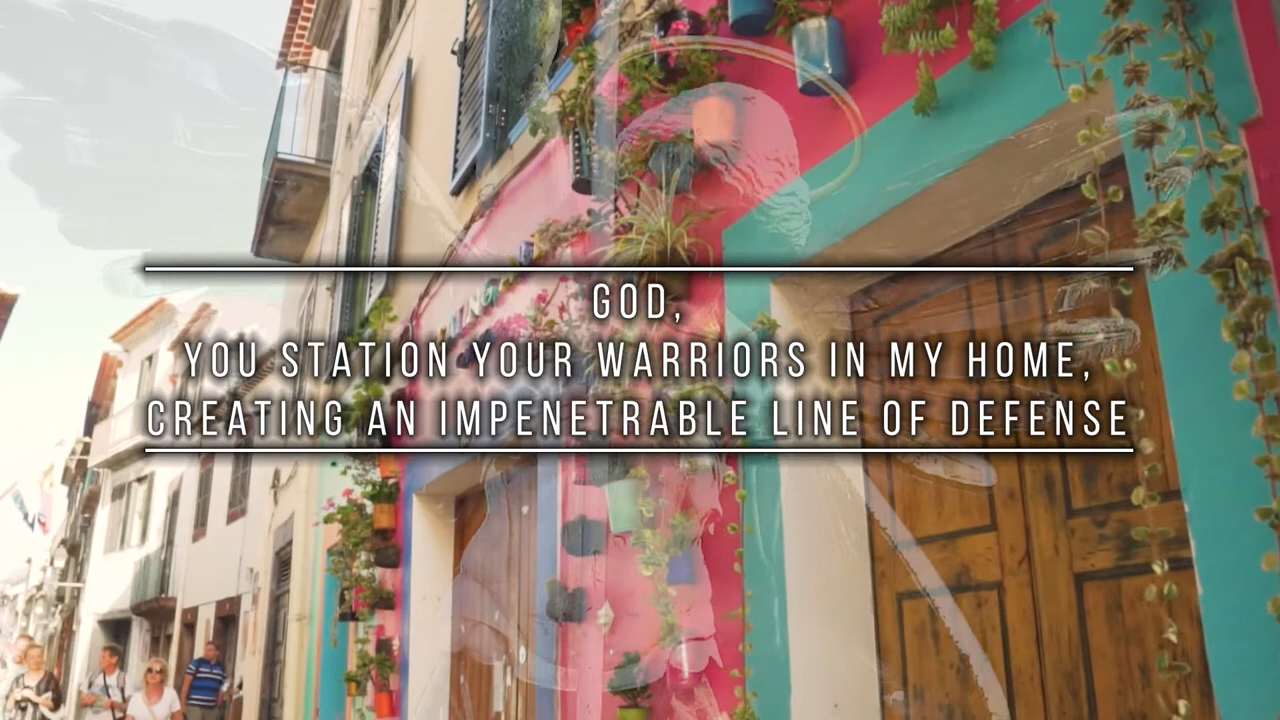 GOD,
YOU STATION YOUR WARRIORS IN MY HOME,
CREATING AN IMPENETRABLE LINE OF DEFENSE